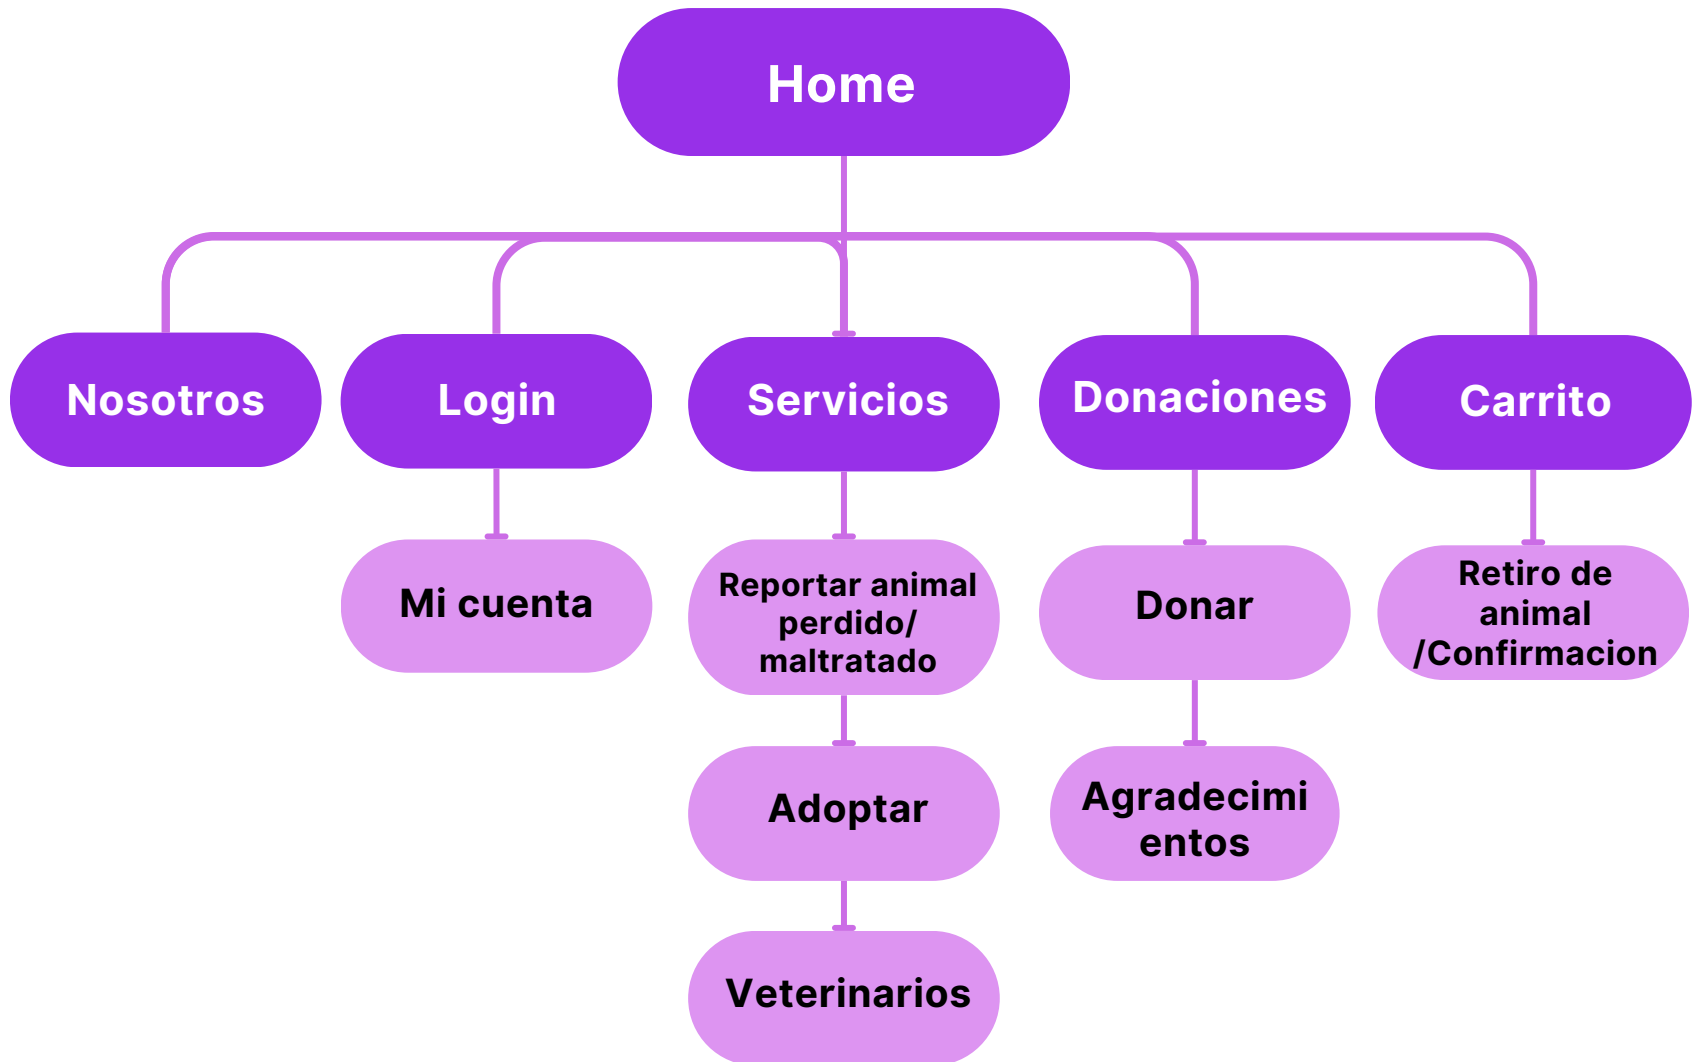 Home
Nosotros
Login
Servicios
Donaciones
Carrito
Mi cuenta
Reportar animal
perdido/
maltratado
Donar
Retiro de
animal
/Confirmacion
Adoptar
Agradecimi
entos
Veterinarios